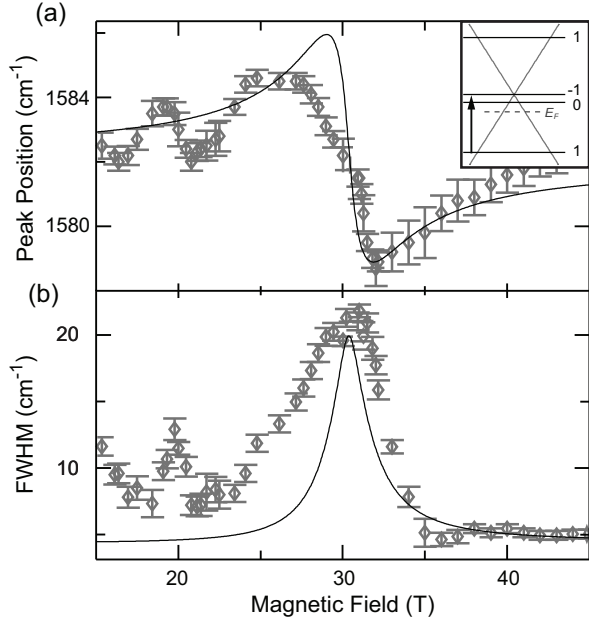 (a)
1584
1580
Peak Position (cm⁻¹)
1
-1
0
E_F
1
(b)
20
10
FWHM (cm⁻¹)
20
30
40
Magnetic Field (T)